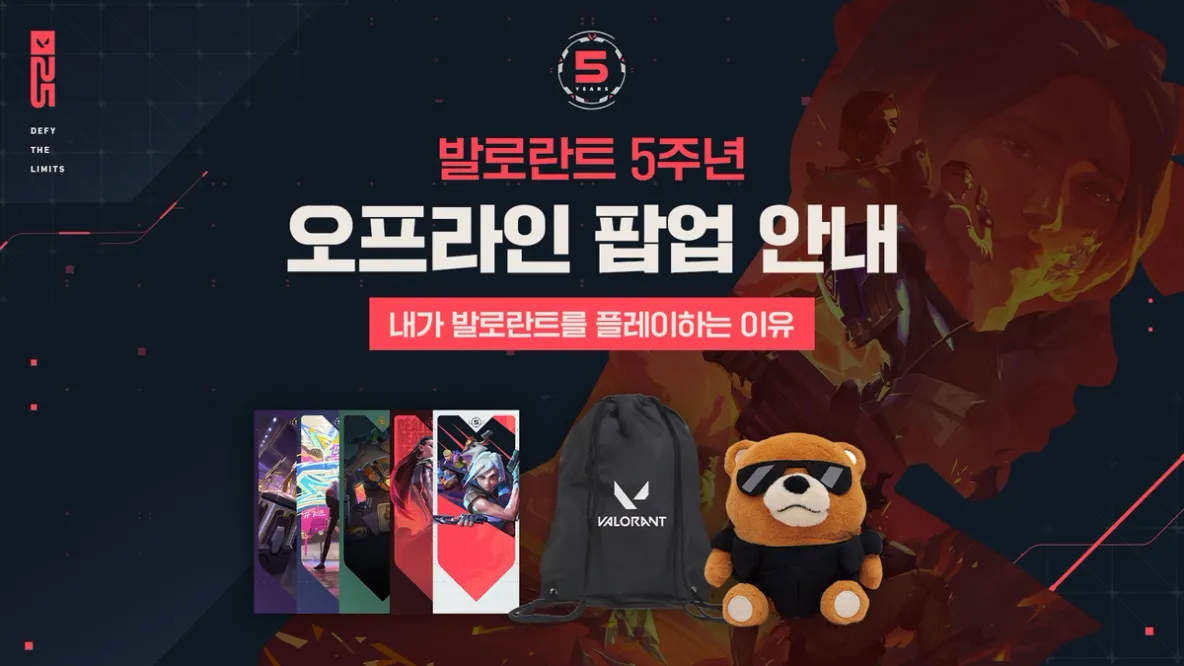 V25
DEFY
THE
LIMITS
5
YEARS
발로란트 5주년
오프라인 팝업 안내
내가 발로란트를 플레이하는 이유
VALORANT